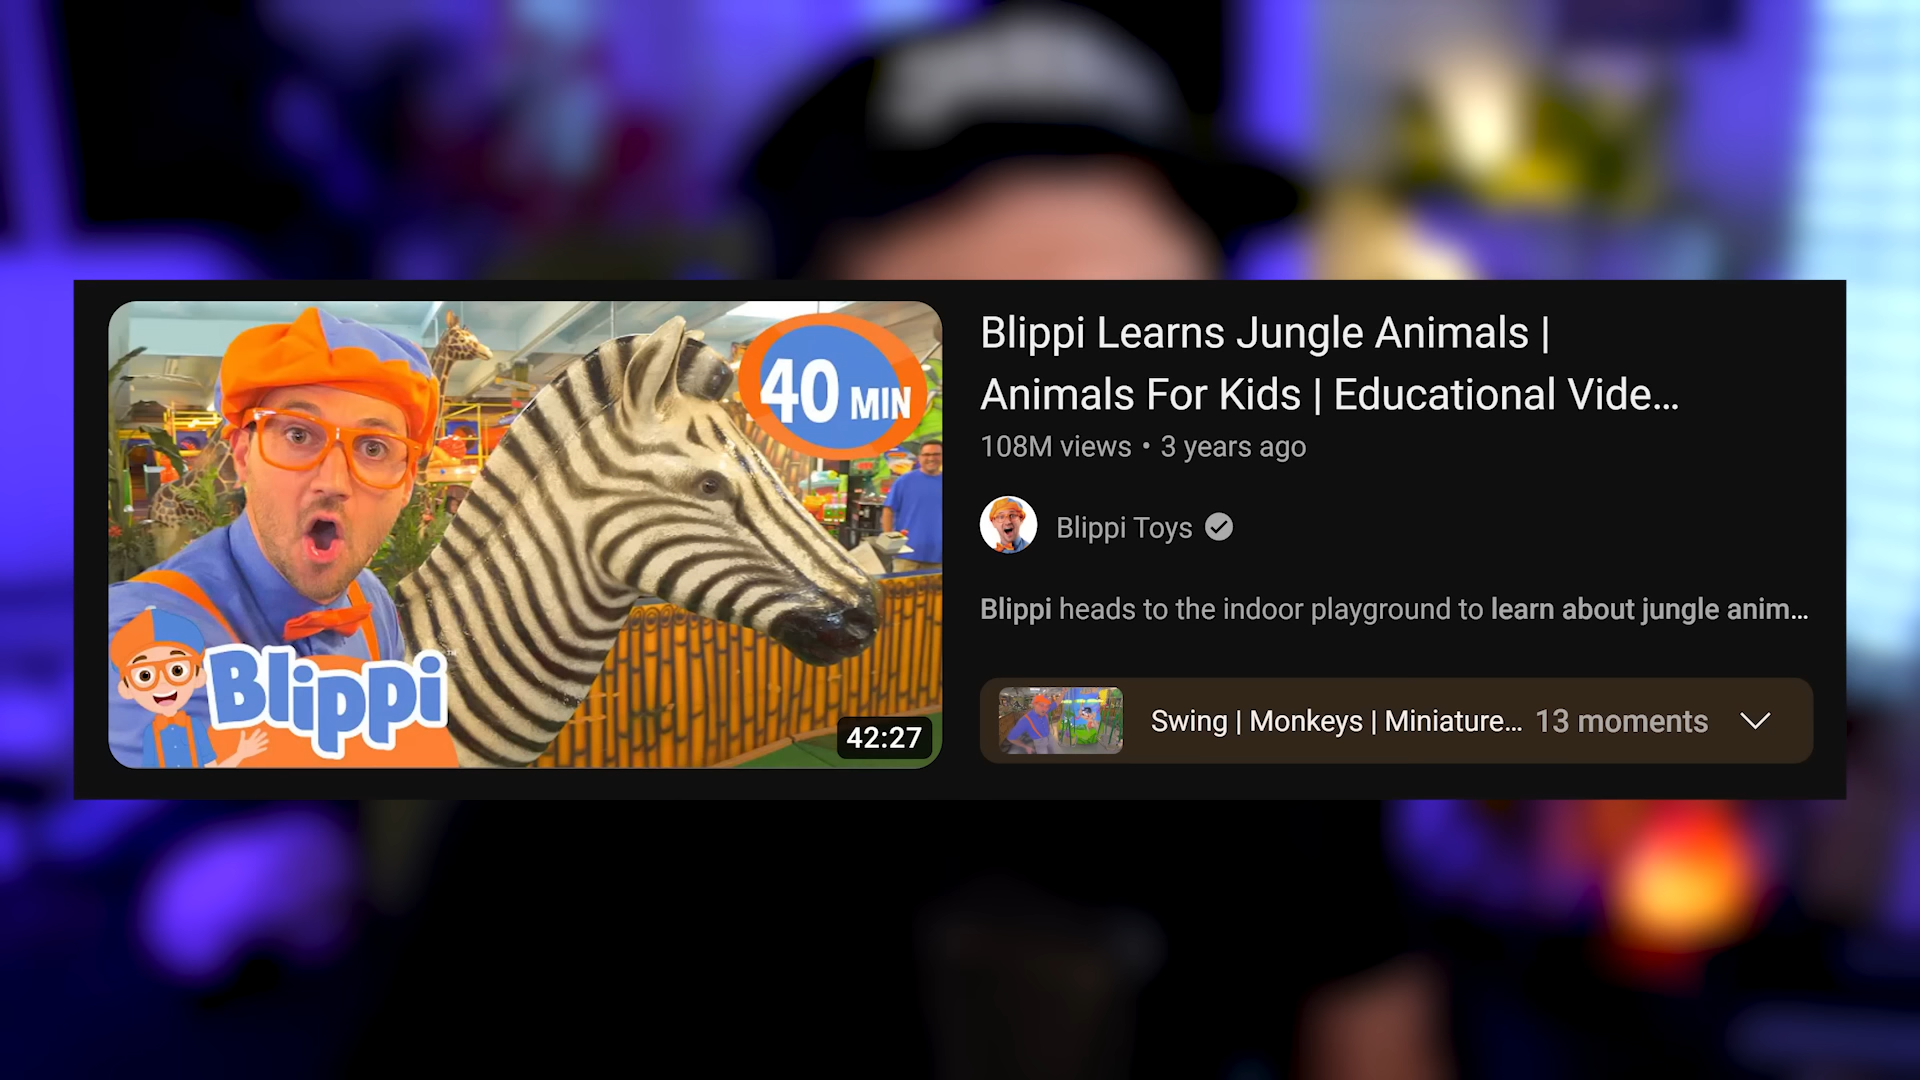 40 MIN
Blippi
42:27
Blippi Learns Jungle Animals |
Animals For Kids | Educational Vide...
108M views • 3 years ago
Blippi Toys
Blippi heads to the indoor playground to learn about jungle anim...
Swing | Monkeys | Miniature... 13 moments